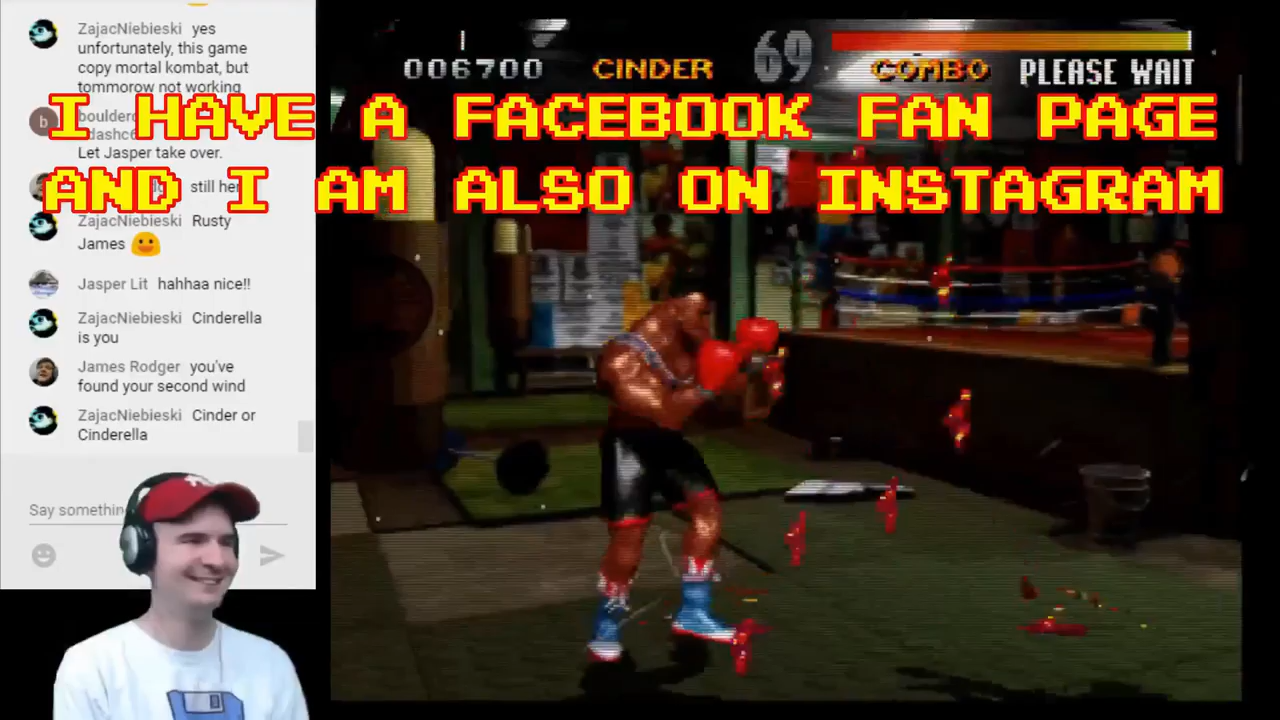 ZajacNiebieski yes
unfortunately, this game
copy mortal kombat, but
tommorow not working
Let Jasper take over.
still
ZajacNiebieski Rusty
James
Jasper Lit hahhaa nice!!
ZajacNiebieski Cinderella
is you
James Rodger you've
found your second wind
ZajacNiebieski Cinder or
Cinderella
Say somethin
006700 CINDER 69 COMBO PLEASE WAIT
I HAVE A FACEBOOK FAN PAGE
AND I AM ALSO ON INSTAGRAM